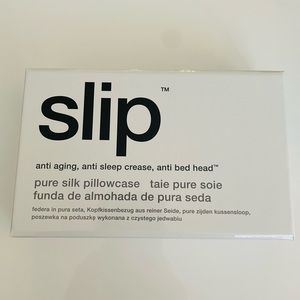 slip™
anti aging, anti sleep crease, anti bed head™
pure silk pillowcase taie pure soie
funda de almohada de pura seda
federa in pura seta, Kopfkissenbezug aus reiner Seide, pure zijden kussensloop,
poszewka na poduszkę wykonana z czystego jedwabiu